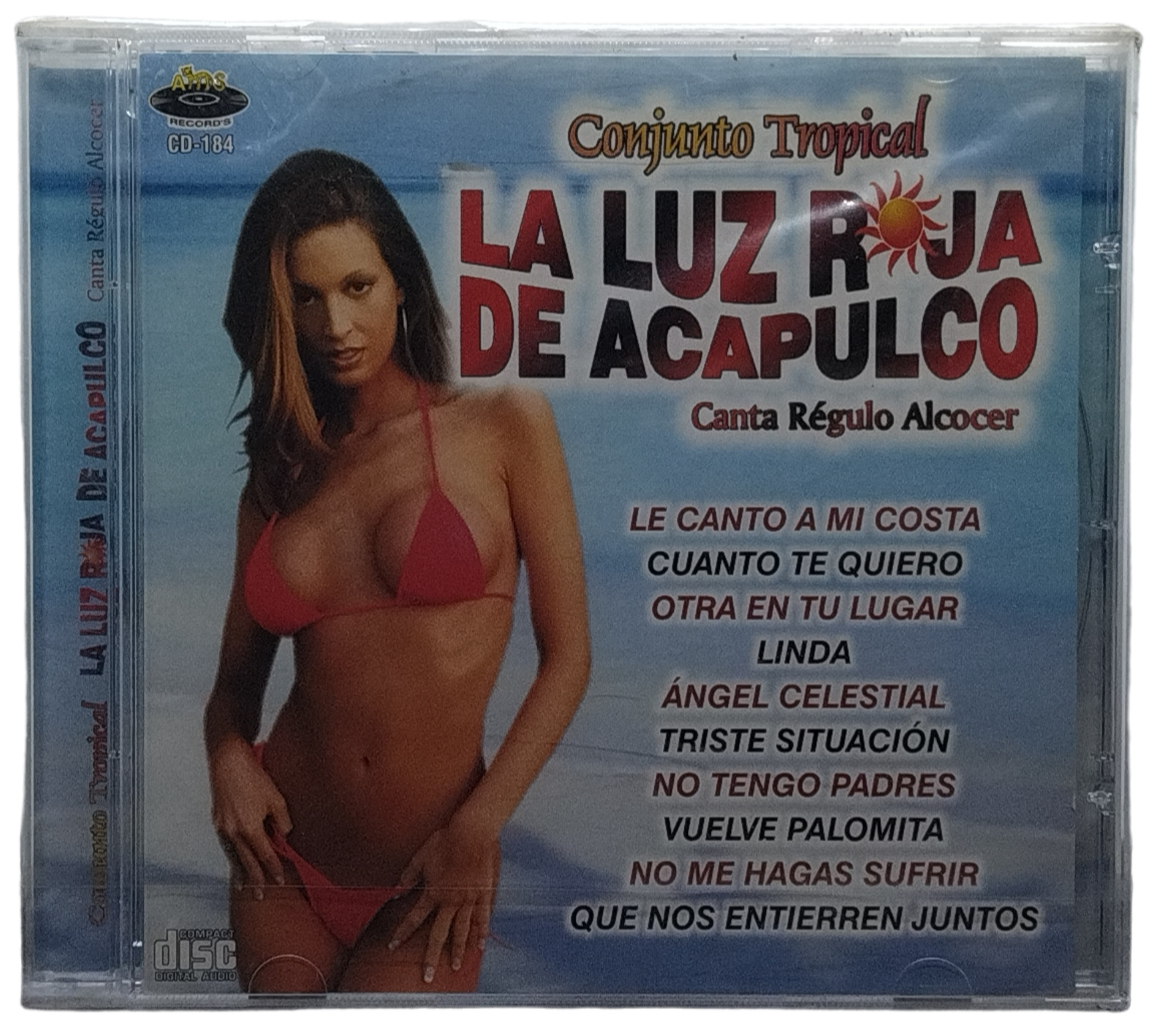 Aims
RECORD'S
CD-184
Conjunto Tropical
LA LUZ ROJA
DE ACAPULCO
Canta Régulo Alcocer
LE CANTO A MI COSTA
CUANTO TE QUIERO
OTRA EN TU LUGAR
LINDA
ÁNGEL CELESTIAL
TRISTE SITUACIÓN
NO TENGO PADRES
VUELVE PALOMITA
NO ME HAGAS SUFRIR
QUE NOS ENTIERREN JUNTOS
COMPACT
disc
DIGITAL AUDIO
Conjunto Tropical LA LUZ ROJA DE ACAPULCO Canta Régulo Alcocer